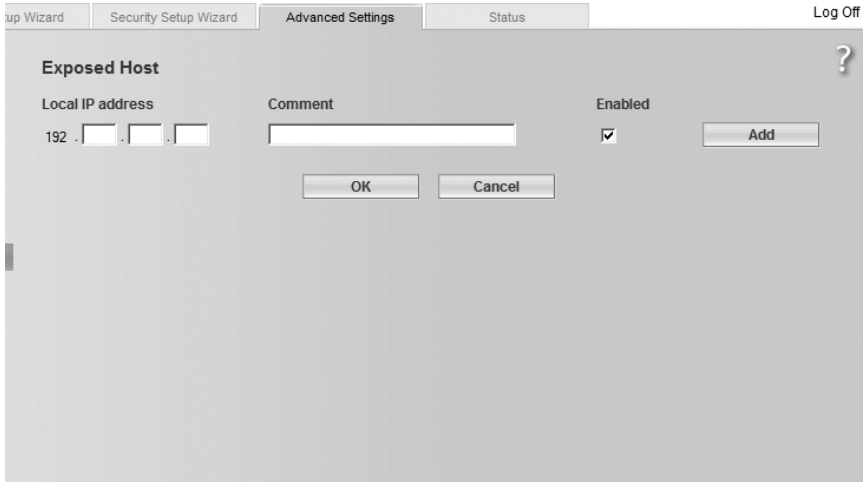 up Wizard Security Setup Wizard Advanced Settings Status Log Off
?
Exposed Host
Local IP address Comment Enabled
192 . . . Add
OK Cancel